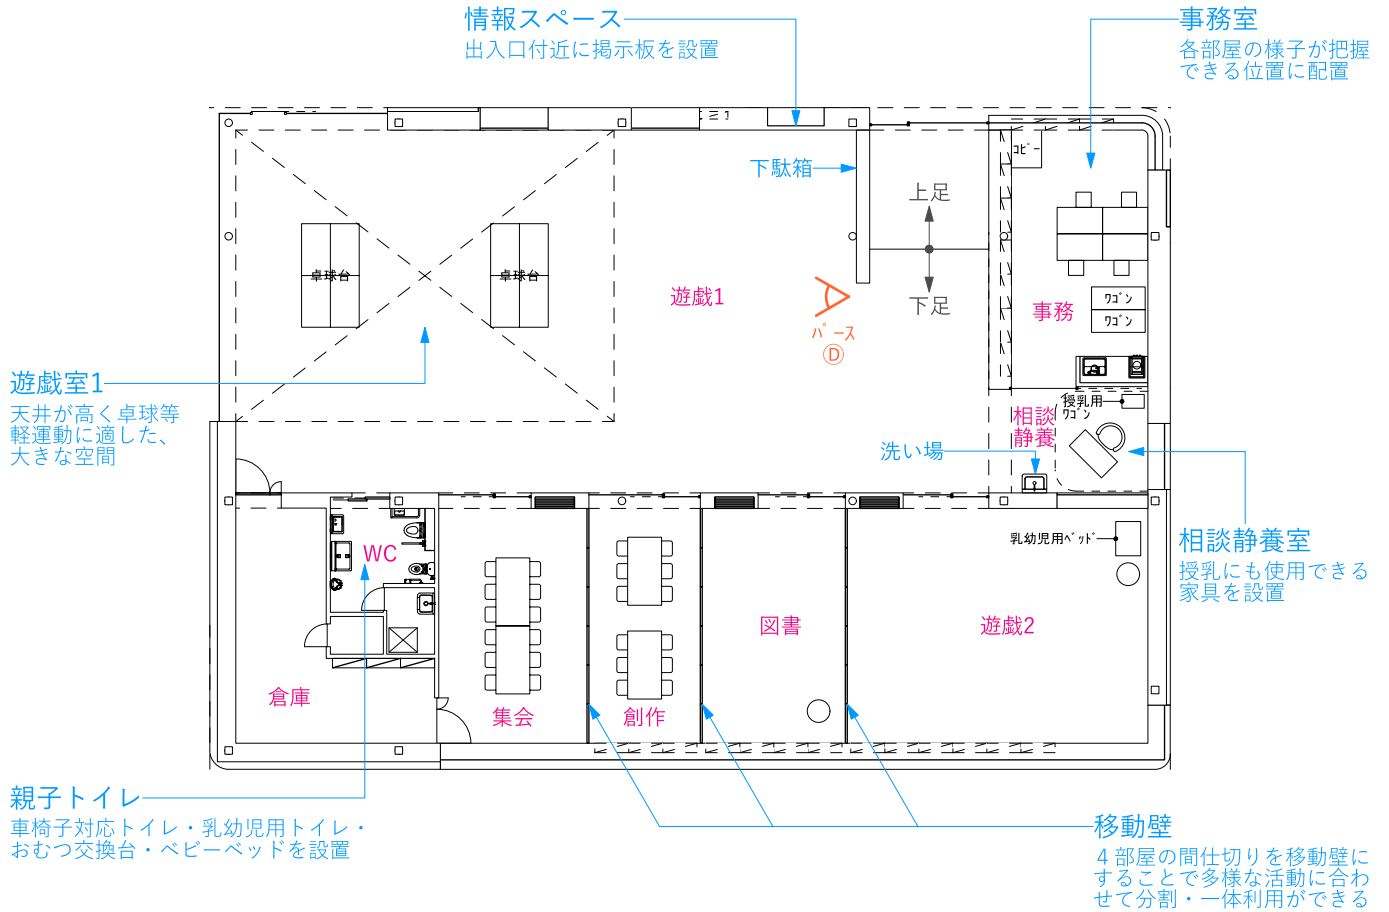 情報スペース
出入口付近に掲示板を設置
事務室
各部屋の様子が把握
できる位置に配置
下駄箱
コピー
上足
下足
卓球台
卓球台
遊戯1
パース
D
事務
ワゴン
ワゴン
遊戯室1
天井が高く卓球等
軽運動に適した、
大きな空間
授乳用
ワゴン
相談
静養
洗い場
相談静養室
授乳にも使用できる
家具を設置
乳幼児用ベッド
WC
図書
遊戯2
倉庫
集会
創作
親子トイレ
車椅子対応トイレ・乳幼児用トイレ・
おむつ交換台・ベビーベッドを設置
移動壁
４部屋の間仕切りを移動壁に
することで多様な活動に合わ
せて分割・一体利用ができる